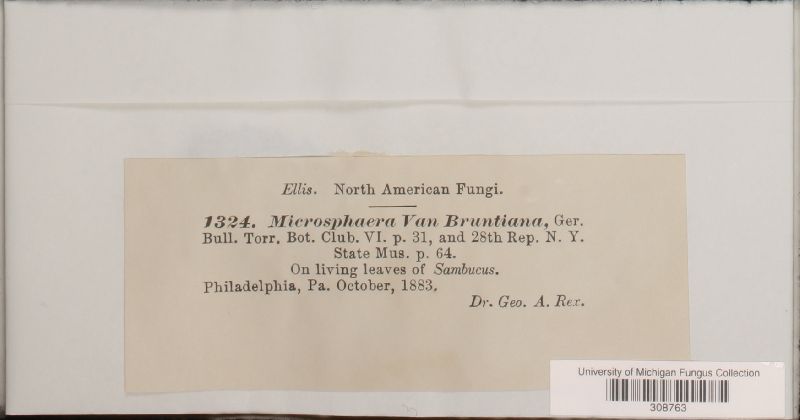 Ellis. North American Fungi.
1324. Microsphaera Van Bruntiana, Ger.
Bull. Torr. Bot. Club. VI. p. 31, and 28th Rep. N. Y.
State Mus. p. 64.
On living leaves of Sambucus.
Philadelphia, Pa. October, 1883.
Dr. Geo. A. Rex.
University of Michigan Fungus Collection
308763